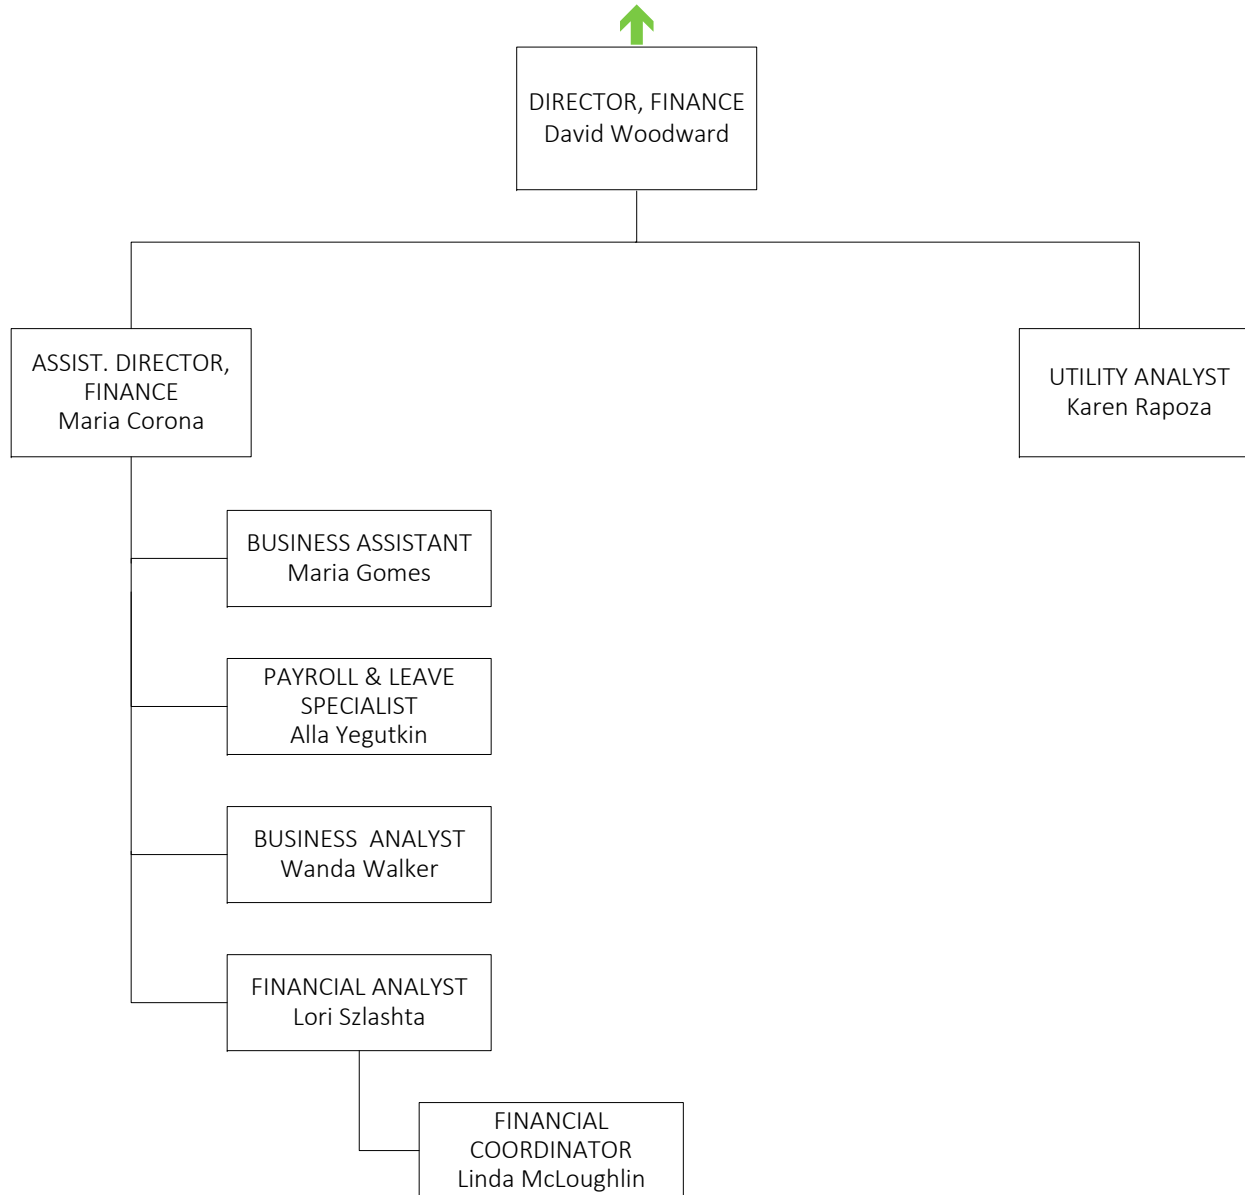 DIRECTOR, FINANCE
David Woodward
ASSIST. DIRECTOR,
FINANCE
Maria Corona
UTILITY ANALYST
Karen Rapoza
BUSINESS ASSISTANT
Maria Gomes
PAYROLL & LEAVE
SPECIALIST
Alla Yegutkin
BUSINESS  ANALYST
Wanda Walker
FINANCIAL ANALYST
Lori Szlashta
FINANCIAL
COORDINATOR
Linda McLoughlin